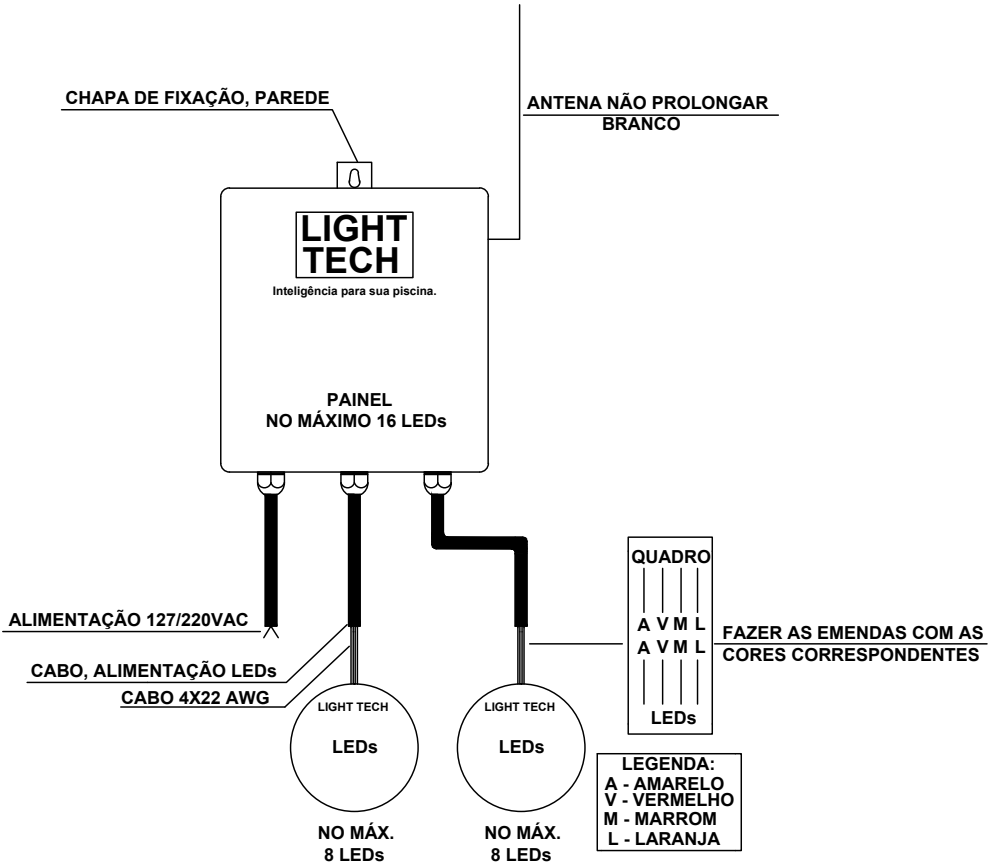 CHAPA DE FIXAÇÃO, PAREDE
ANTENA NÃO PROLONGAR
BRANCO
LIGHT
TECH
Inteligência para sua piscina.
PAINEL
NO MÁXIMO 16 LEDs
ALIMENTAÇÃO 127/220VAC
CABO, ALIMENTAÇÃO LEDs
CABO 4X22 AWG
LIGHT TECH
LEDs
NO MÁX.
8 LEDs
LIGHT TECH
LEDs
NO MÁX.
8 LEDs
QUADRO
A V M L
A V M L
LEDs
FAZER AS EMENDAS COM AS
CORES CORRESPONDENTES
LEGENDA:
A - AMARELO
V - VERMELHO
M - MARROM
L - LARANJA